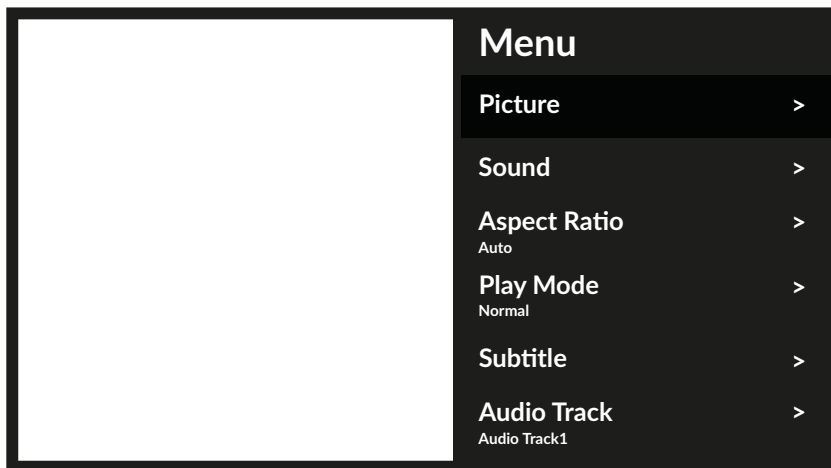 Menu
Picture >
Sound >
Aspect Ratio >
Auto
Play Mode >
Normal
Subtitle >
Audio Track >
Audio Track1